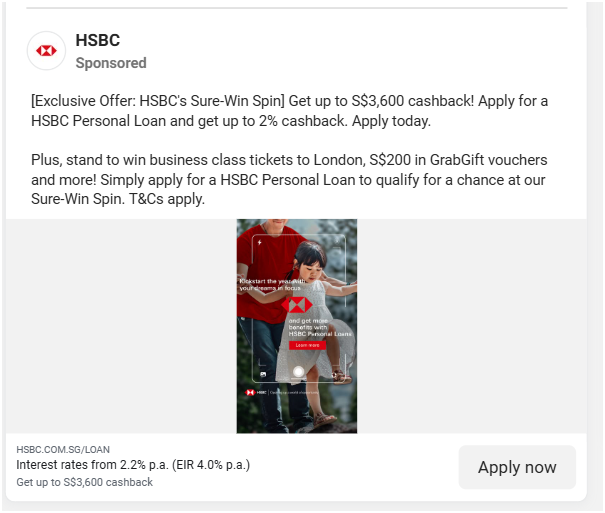 HSBC
Sponsored
[Exclusive Offer: HSBC's Sure-Win Spin] Get up to S$3,600 cashback! Apply for a
HSBC Personal Loan and get up to 2% cashback. Apply today.
Plus, stand to win business class tickets to London, S$200 in GrabGift vouchers
and more! Simply apply for a HSBC Personal Loan to qualify for a chance at our
Sure-Win Spin. T&Cs apply.
Kickstart the year with
your dreams in focus
and get more
benefits with
HSBC Personal Loans
Learn more
HSBC
HSBC.COM.SG/LOAN
Interest rates from 2.2% p.a. (EIR 4.0% p.a.)
Get up to S$3,600 cashback
Apply now